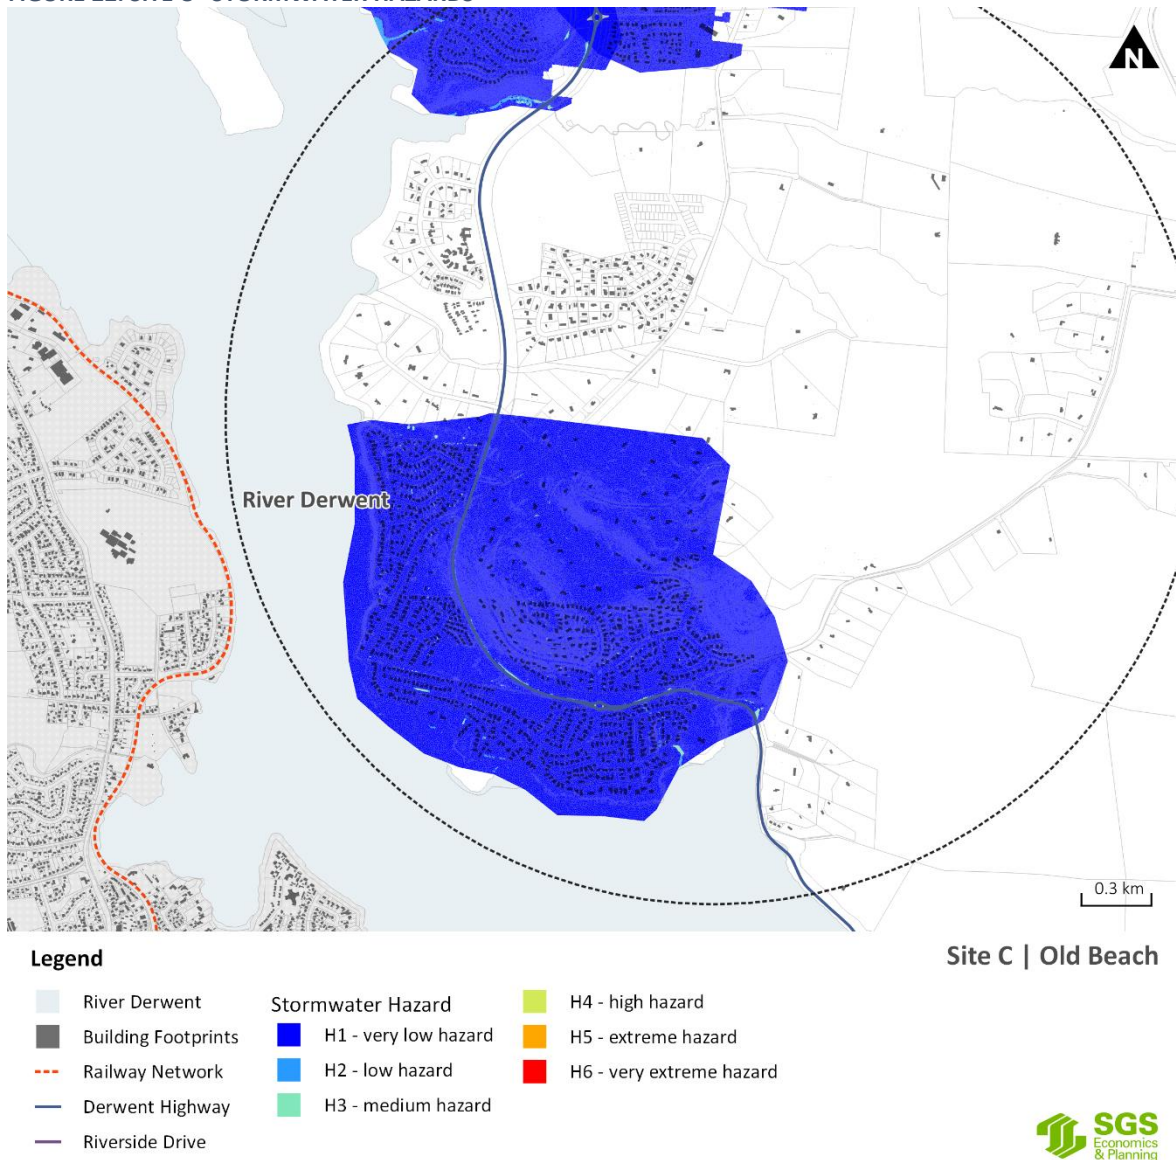 N
River Derwent
0.3 km
Legend
Site C | Old Beach
River Derwent
Building Footprints
Railway Network
Derwent Highway
Riverside Drive
Stormwater Hazard
H1 - very low hazard
H2 - low hazard
H3 - medium hazard
H4 - high hazard
H5 - extreme hazard
H6 - very extreme hazard
SGS
Economics
& Planning